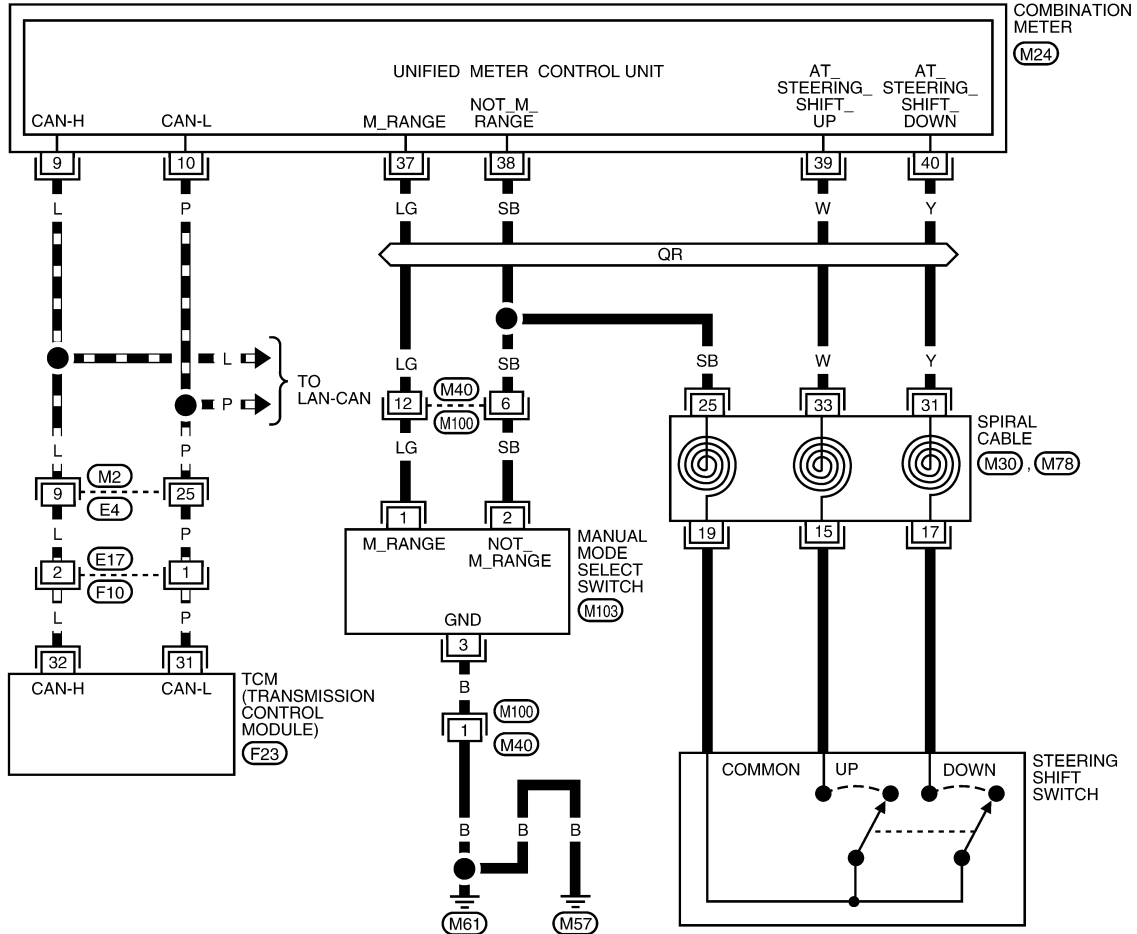 COMBINATION
METER
M24
UNIFIED METER CONTROL UNIT
CAN-H
CAN-L
M_RANGE
NOT_M_
RANGE
AT_
STEERING_
SHIFT_
UP
AT_
STEERING_
SHIFT_
DOWN
9 10 37 38 39 40
L P LG SB W Y
QR
L
P
TO
LAN-CAN
LG SB SB W Y
12 M40 6
M100
25 33 31
SPIRAL
CABLE
M30 , M78
L P LG SB
9 M2 25
E4
L P
1 2
M_RANGE
NOT_
M_RANGE
GND
MANUAL
MODE
SELECT
SWITCH
M103
19 15 17
2 E17 1
F10
L P
3
32 31
CAN-H CAN-L
TCM
(TRANSMISSION
CONTROL
MODULE)
F23
B
1 M100
M40
B B B
M61 M57
COMMON UP DOWN
STEERING
SHIFT
SWITCH